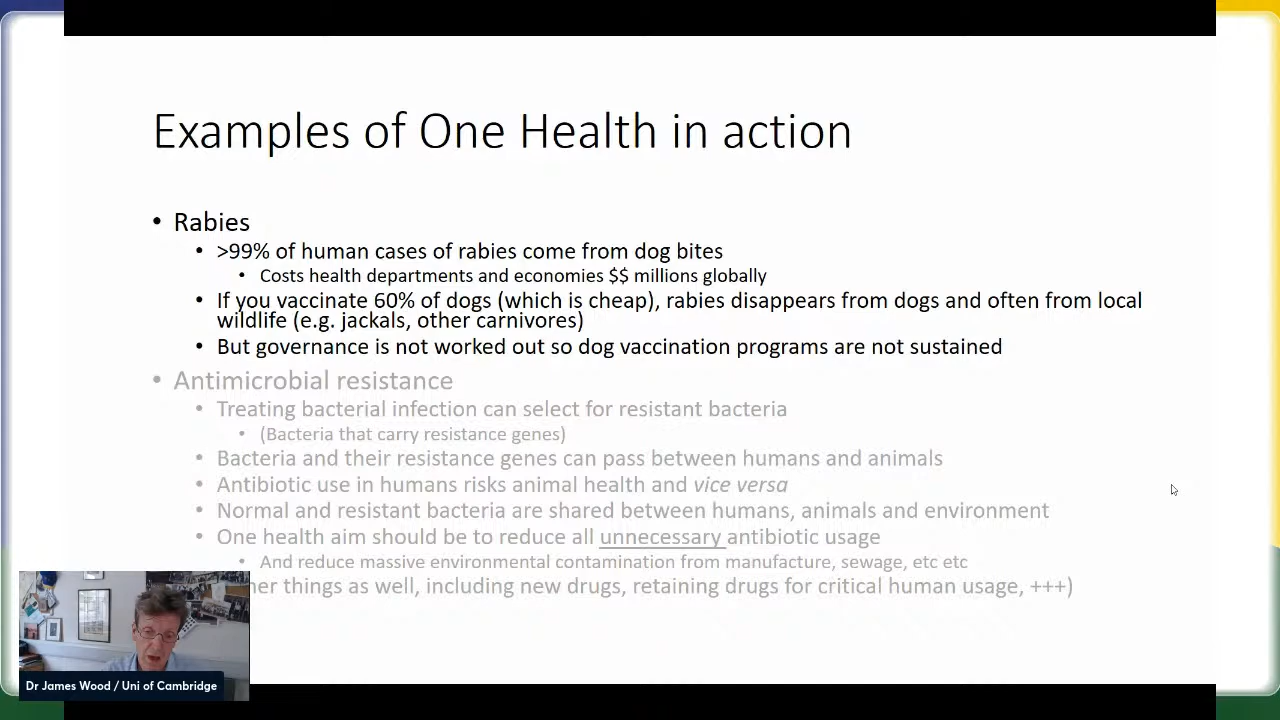 Examples of One Health in action
• Rabies
• >99% of human cases of rabies come from dog bites
• Costs health departments and economies $$ millions globally
• If you vaccinate 60% of dogs (which is cheap), rabies disappears from dogs and often from local
wildlife (e.g. jackals, other carnivores)
• But governance is not worked out so dog vaccination programs are not sustained
• Antimicrobial resistance
• Treating bacterial infection can select for resistant bacteria
• (Bacteria that carry resistance genes)
• Bacteria and their resistance genes can pass between humans and animals
• Antibiotic use in humans risks animal health and vice versa
• Normal and resistant bacteria are shared between humans, animals and environment
• One health aim should be to reduce all unnecessary antibiotic usage
• And reduce massive environmental contamination from manufacture, sewage, etc etc
things as well, including new drugs, retaining drugs for critical human usage, +++)
Dr James Wood / Uni of Cambridge